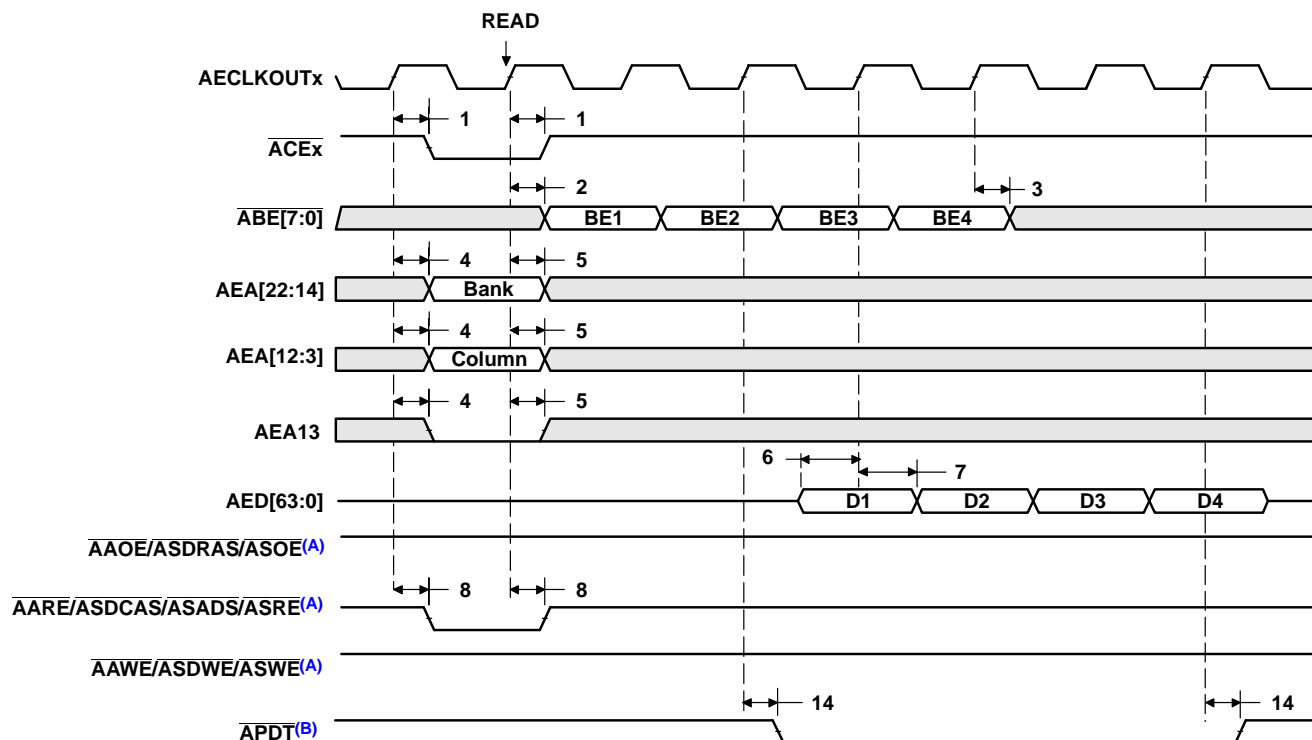 READ
AECLKOUTx
1 1
ACEx
2 3
ABE[7:0] BE1 BE2 BE3 BE4
4 5
AEA[22:14] Bank
4 5
AEA[12:3] Column
4 5
AEA13
6 7
AED[63:0] D1 D2 D3 D4
AAOE/ASDRAS/ASOE(A)
8 8
AARE/ASDCAS/ASADS/ASRE(A)
AAWE/ASDWE/ASWE(A)
14 14
APDT(B)